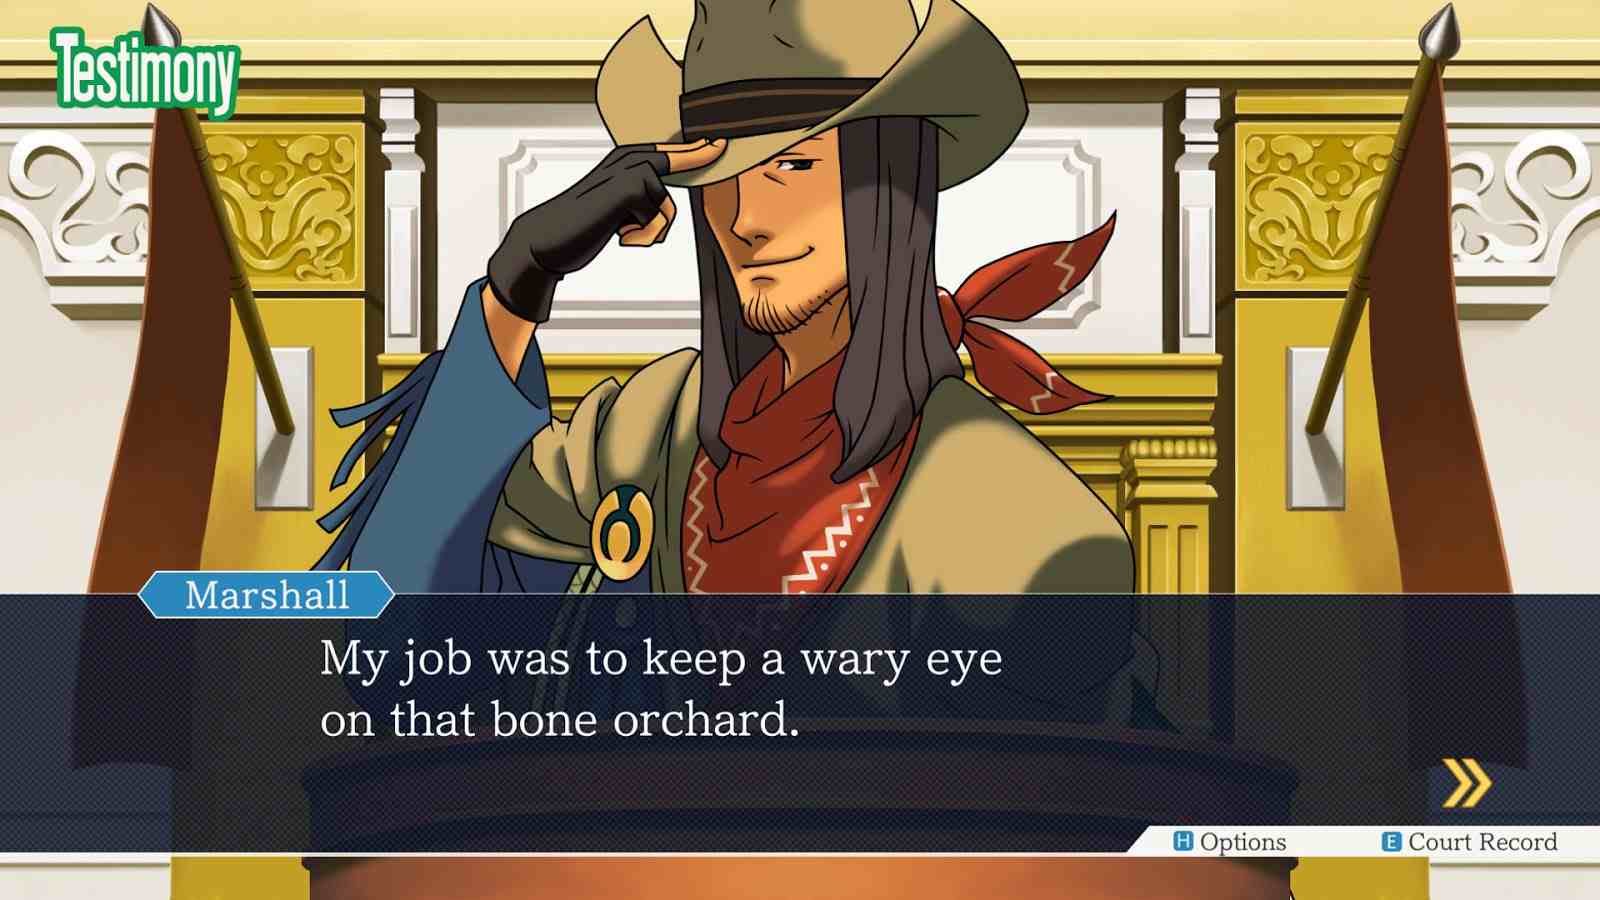 Testimony
Marshall
My job was to keep a wary eye
on that bone orchard.
H Options
E Court Record